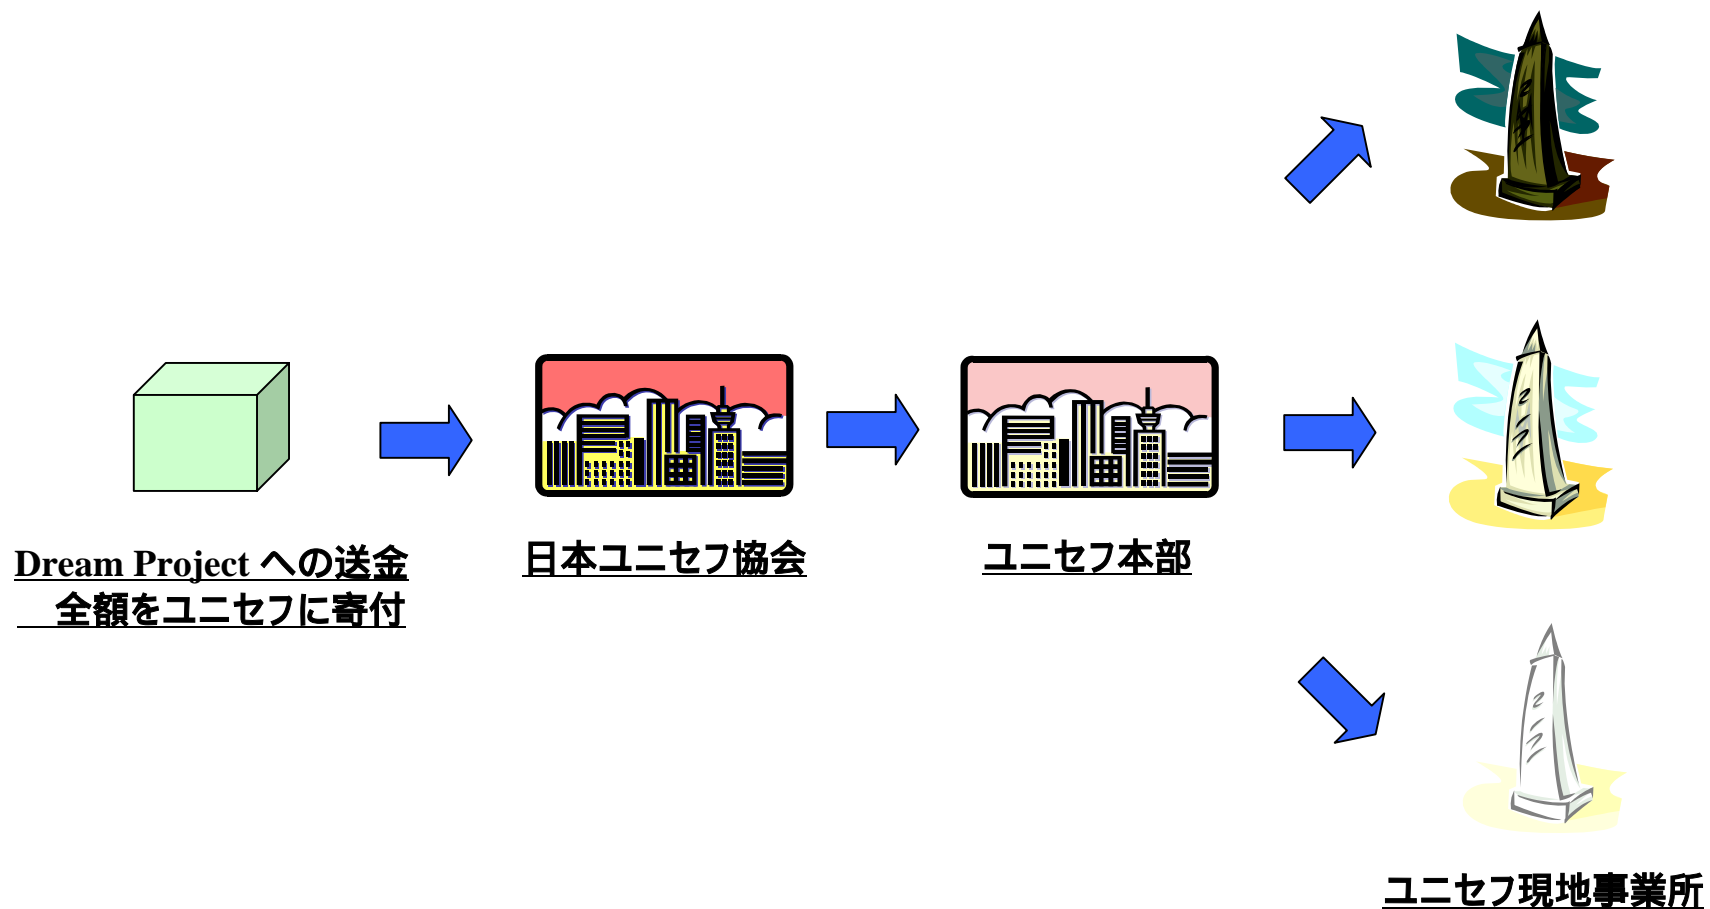 Dream Project への送金
全額をユニセフに寄付
日本ユニセフ協会
ユニセフ本部
ユニセフ現地事業所